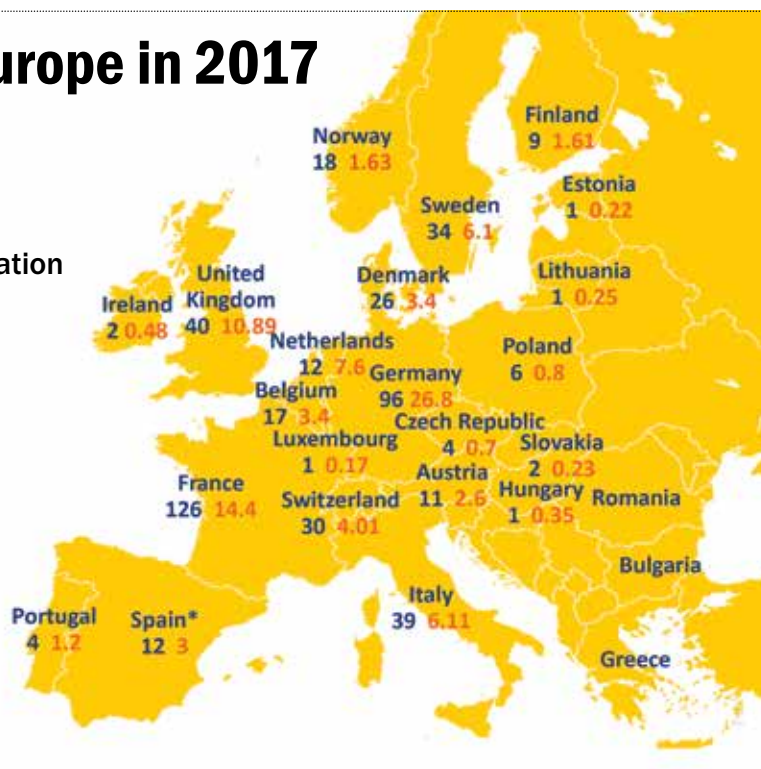 urope in 2017
Finland
9 1.61
Norway
18 1.63
Estonia
1 0.22
Sweden
34 6.1
ation
United
Kingdom
40 10.89
Denmark
26 3.4
Lithuania
1 0.25
Ireland
2 0.48
Netherlands
12 7.6
Poland
6 0.8
Germany
96 26.8
Belgium
17 3.4
Czech Republic
4 0.7
Luxembourg
1 0.17
Slovakia
2 0.23
Austria
11 2.6
France
126 14.4
Switzerland
30 4.01
Hungary
1 0.35
Romania
Bulgaria
Italy
39 6.11
Portugal
4 1.2
Spain*
12 3
Greece